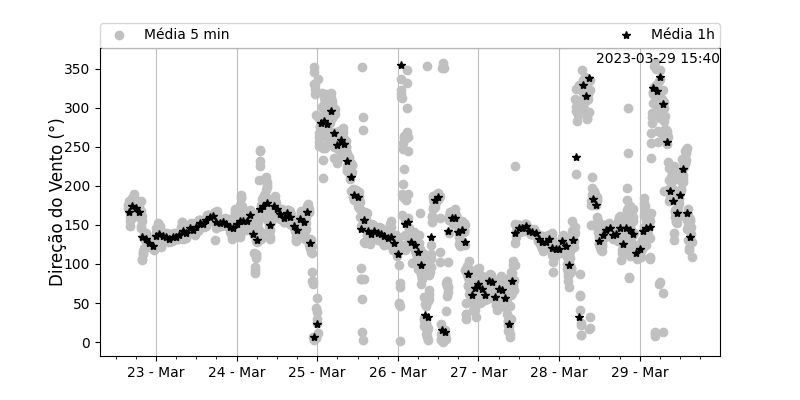 Média 5 min
Média 1h
2023-03-29 15:40
Direção do Vento (°)
350
300
250
200
150
100
50
0
23 - Mar
24 - Mar
25 - Mar
26 - Mar
27 - Mar
28 - Mar
29 - Mar